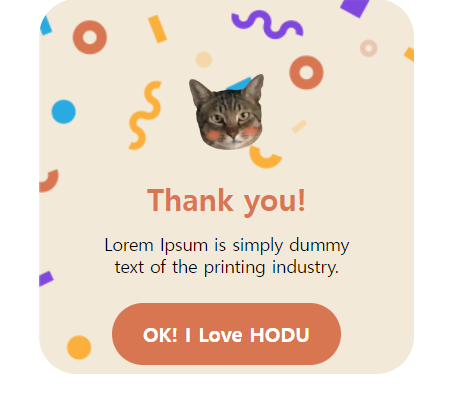 Thank you!
Lorem Ipsum is simply dummy
text of the printing industry.
OK! I Love HODU